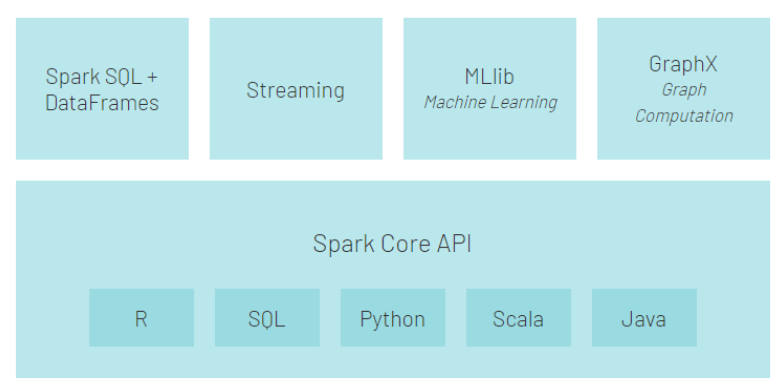 Spark SQL +
DataFrames
Streaming
MLlib
Machine Learning
GraphX
Graph
Computation
Spark Core API
R
SQL
Python
Scala
Java